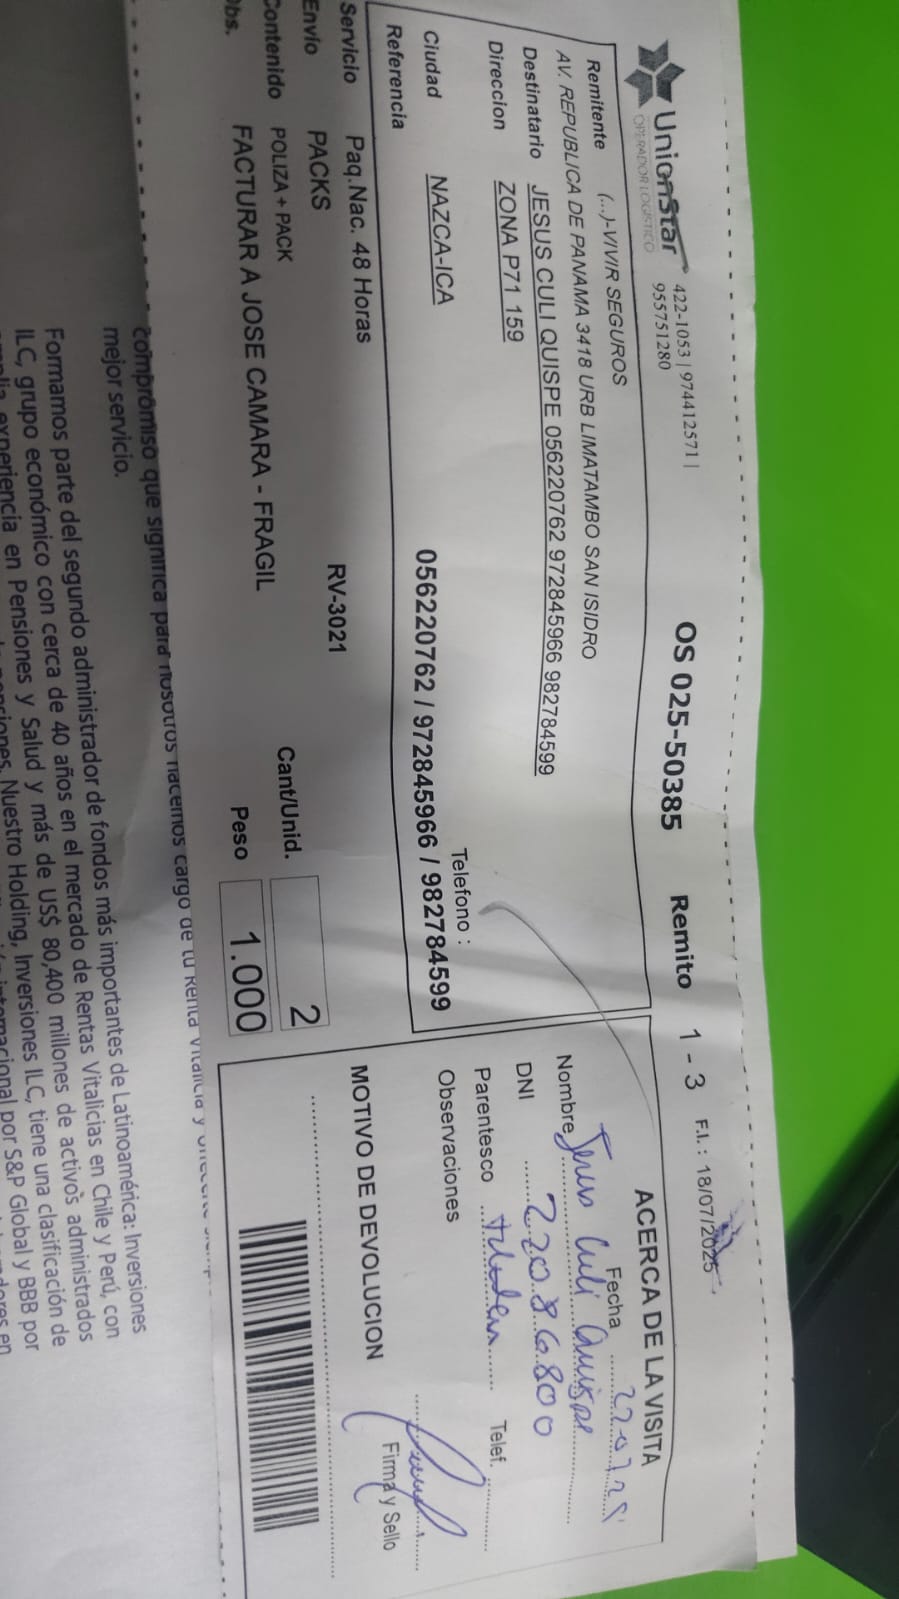 UnionStar
OPERADOR LOGISTICO
422-1053 | 974412571 |
955751280
OS 025-50385
Remito
1 - 3
F.I.: 18/07/2025
Remitente (...)-VIVIR SEGUROS
AV. REPUBLICA DE PANAMA 3418 URB LIMATAMBO SAN ISIDRO
Destinatario JESUS CULI QUISPE 056220762 972845966 982784599
Direccion ZONA P71 159
Telefono :
Ciudad NAZCA-ICA
056220762 / 972845966 / 982784599
Referencia
Servicio Paq.Nac. 48 Horas
RV-3021
Envio PACKS
Contenido POLIZA + PACK
Cant/Unid. 2
Obs. FACTURAR A JOSE CAMARA - FRAGIL
Peso 1.000
ACERCA DE LA VISITA
Fecha 220725
Nombre Jesus Culi Quispe
DNI 22086800
Parentesco titular
Telef.
Observaciones
Firma y Sello
MOTIVO DE DEVOLUCION
compromiso que significa para nosotros hacernos cargo de tu Renta Vitalicia y
mejor servicio.
Formamos parte del segundo administrador de fondos más importantes de Latinoamérica: Inversiones
ILC, grupo económico con cerca de 40 años en el mercado de Rentas Vitalicias en Chile y Perú, con
experiencia en Pensiones y Salud y más de US$ 80,400 millones de activos administrados
pensiones. Nuestro Holding, Inversiones ILC, tiene una clasificación de
por S&P Global y BBB por